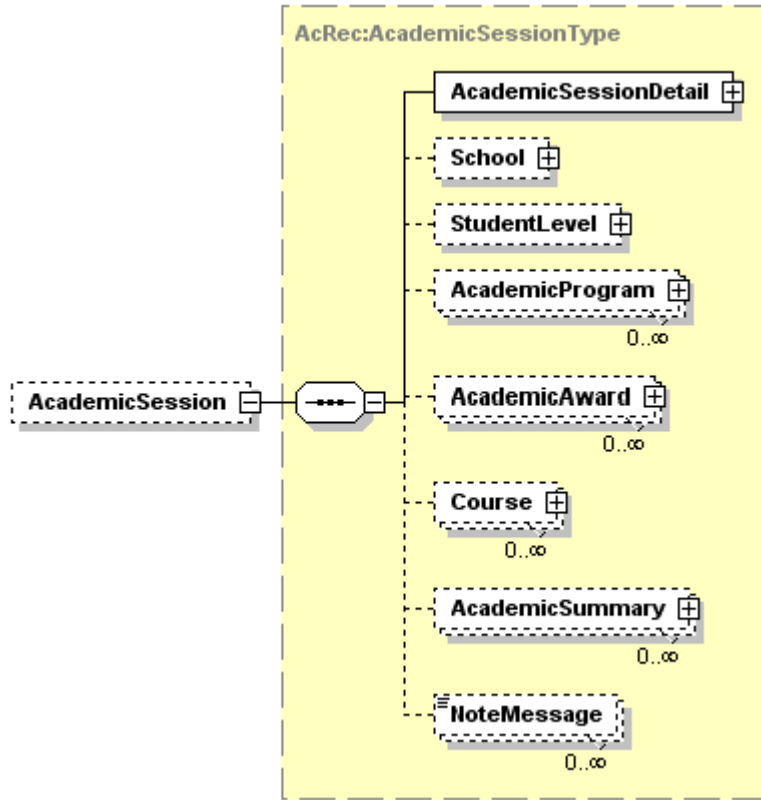 AcRec:AcademicSessionType
AcademicSessionDetail
School
StudentLevel
AcademicProgram
0..∞
AcademicSession
AcademicAward
0..∞
Course
0..∞
AcademicSummary
0..∞
NoteMessage
0..∞